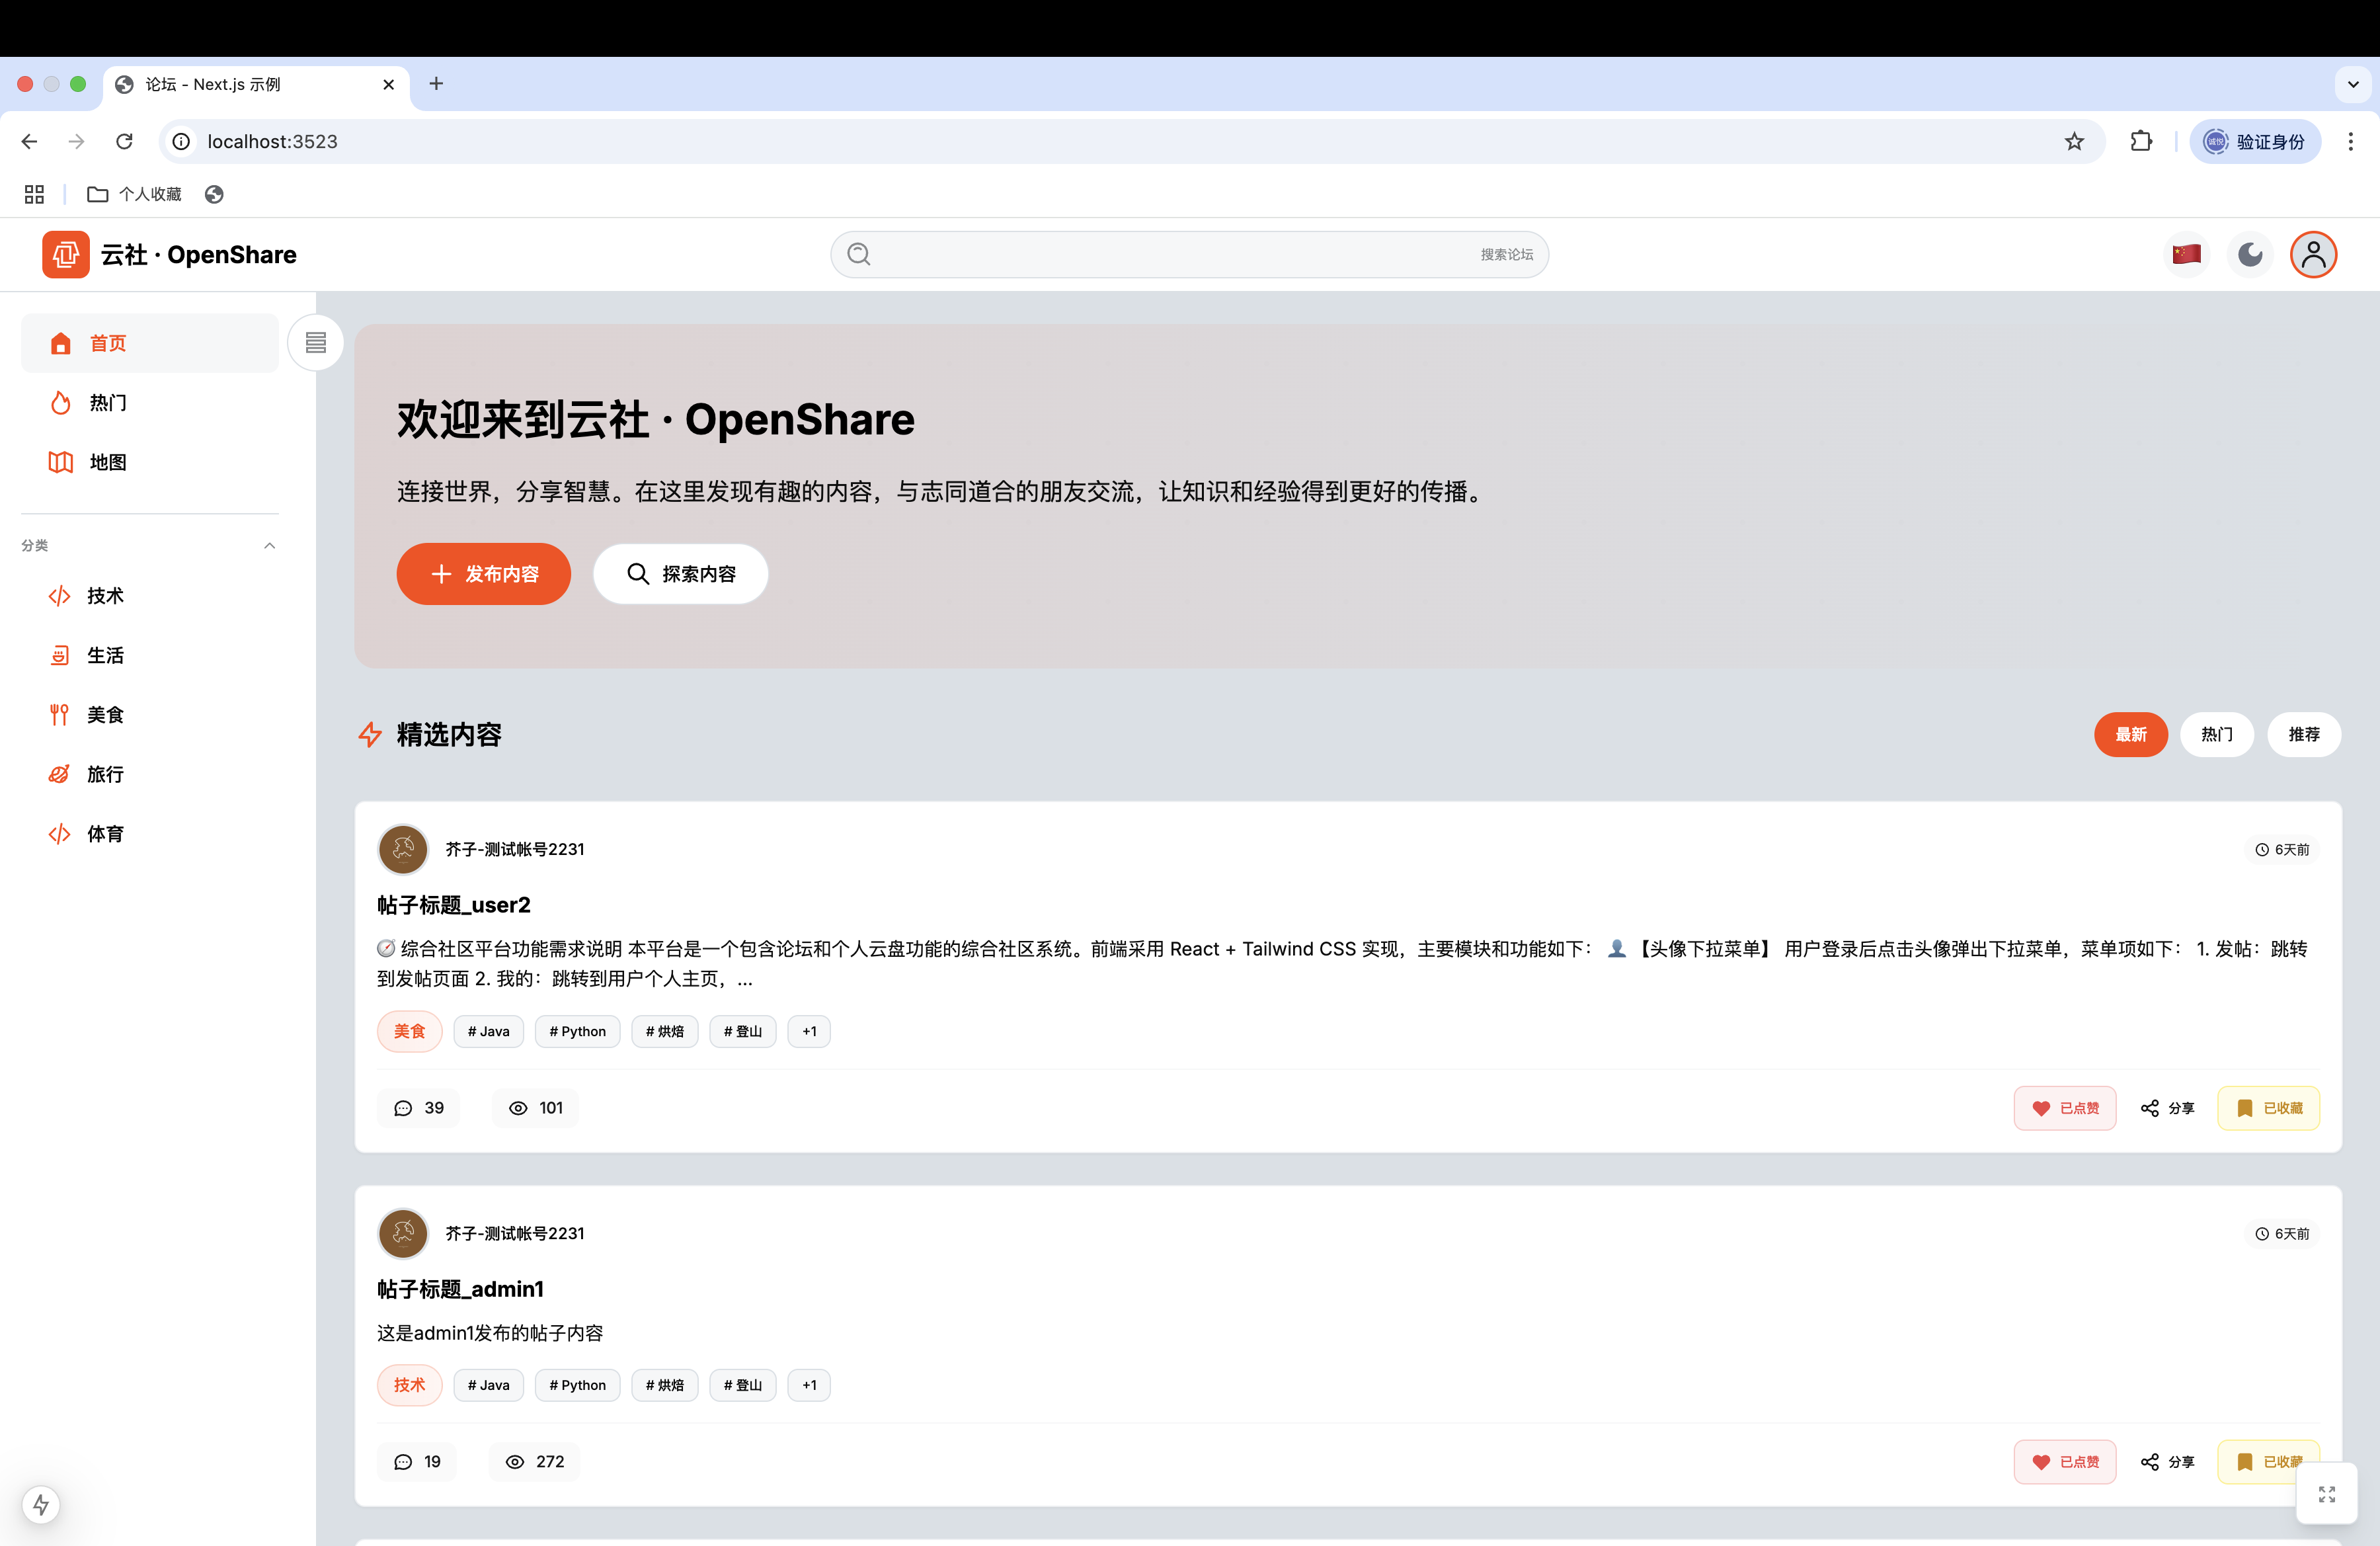 论坛 - Next.js 示例
localhost:3523
诚悦 验证身份
个人收藏
云社 · OpenShare
搜索论坛
首页
热门
地图
分类
技术
生活
美食
旅行
体育
欢迎来到云社 · OpenShare
连接世界，分享智慧。在这里发现有趣的内容，与志同道合的朋友交流，让知识和经验得到更好的传播。
发布内容 探索内容
精选内容
最新 热门 推荐
芥子-测试帐号2231 6天前
帖子标题_user2
综合社区平台功能需求说明 本平台是一个包含论坛和个人云盘功能的综合社区系统。前端采用 React + Tailwind CSS 实现，主要模块和功能如下： 👤 【头像下拉菜单】 用户登录后点击头像弹出下拉菜单，菜单项如下： 1. 发帖：跳转
到发帖页面 2. 我的：跳转到用户个人主页，...
美食 # Java # Python # 烘焙 # 登山 +1
39 101 已点赞 分享 已收藏
芥子-测试帐号2231 6天前
帖子标题_admin1
这是admin1发布的帖子内容
技术 # Java # Python # 烘焙 # 登山 +1
19 272 已点赞 分享 已收藏